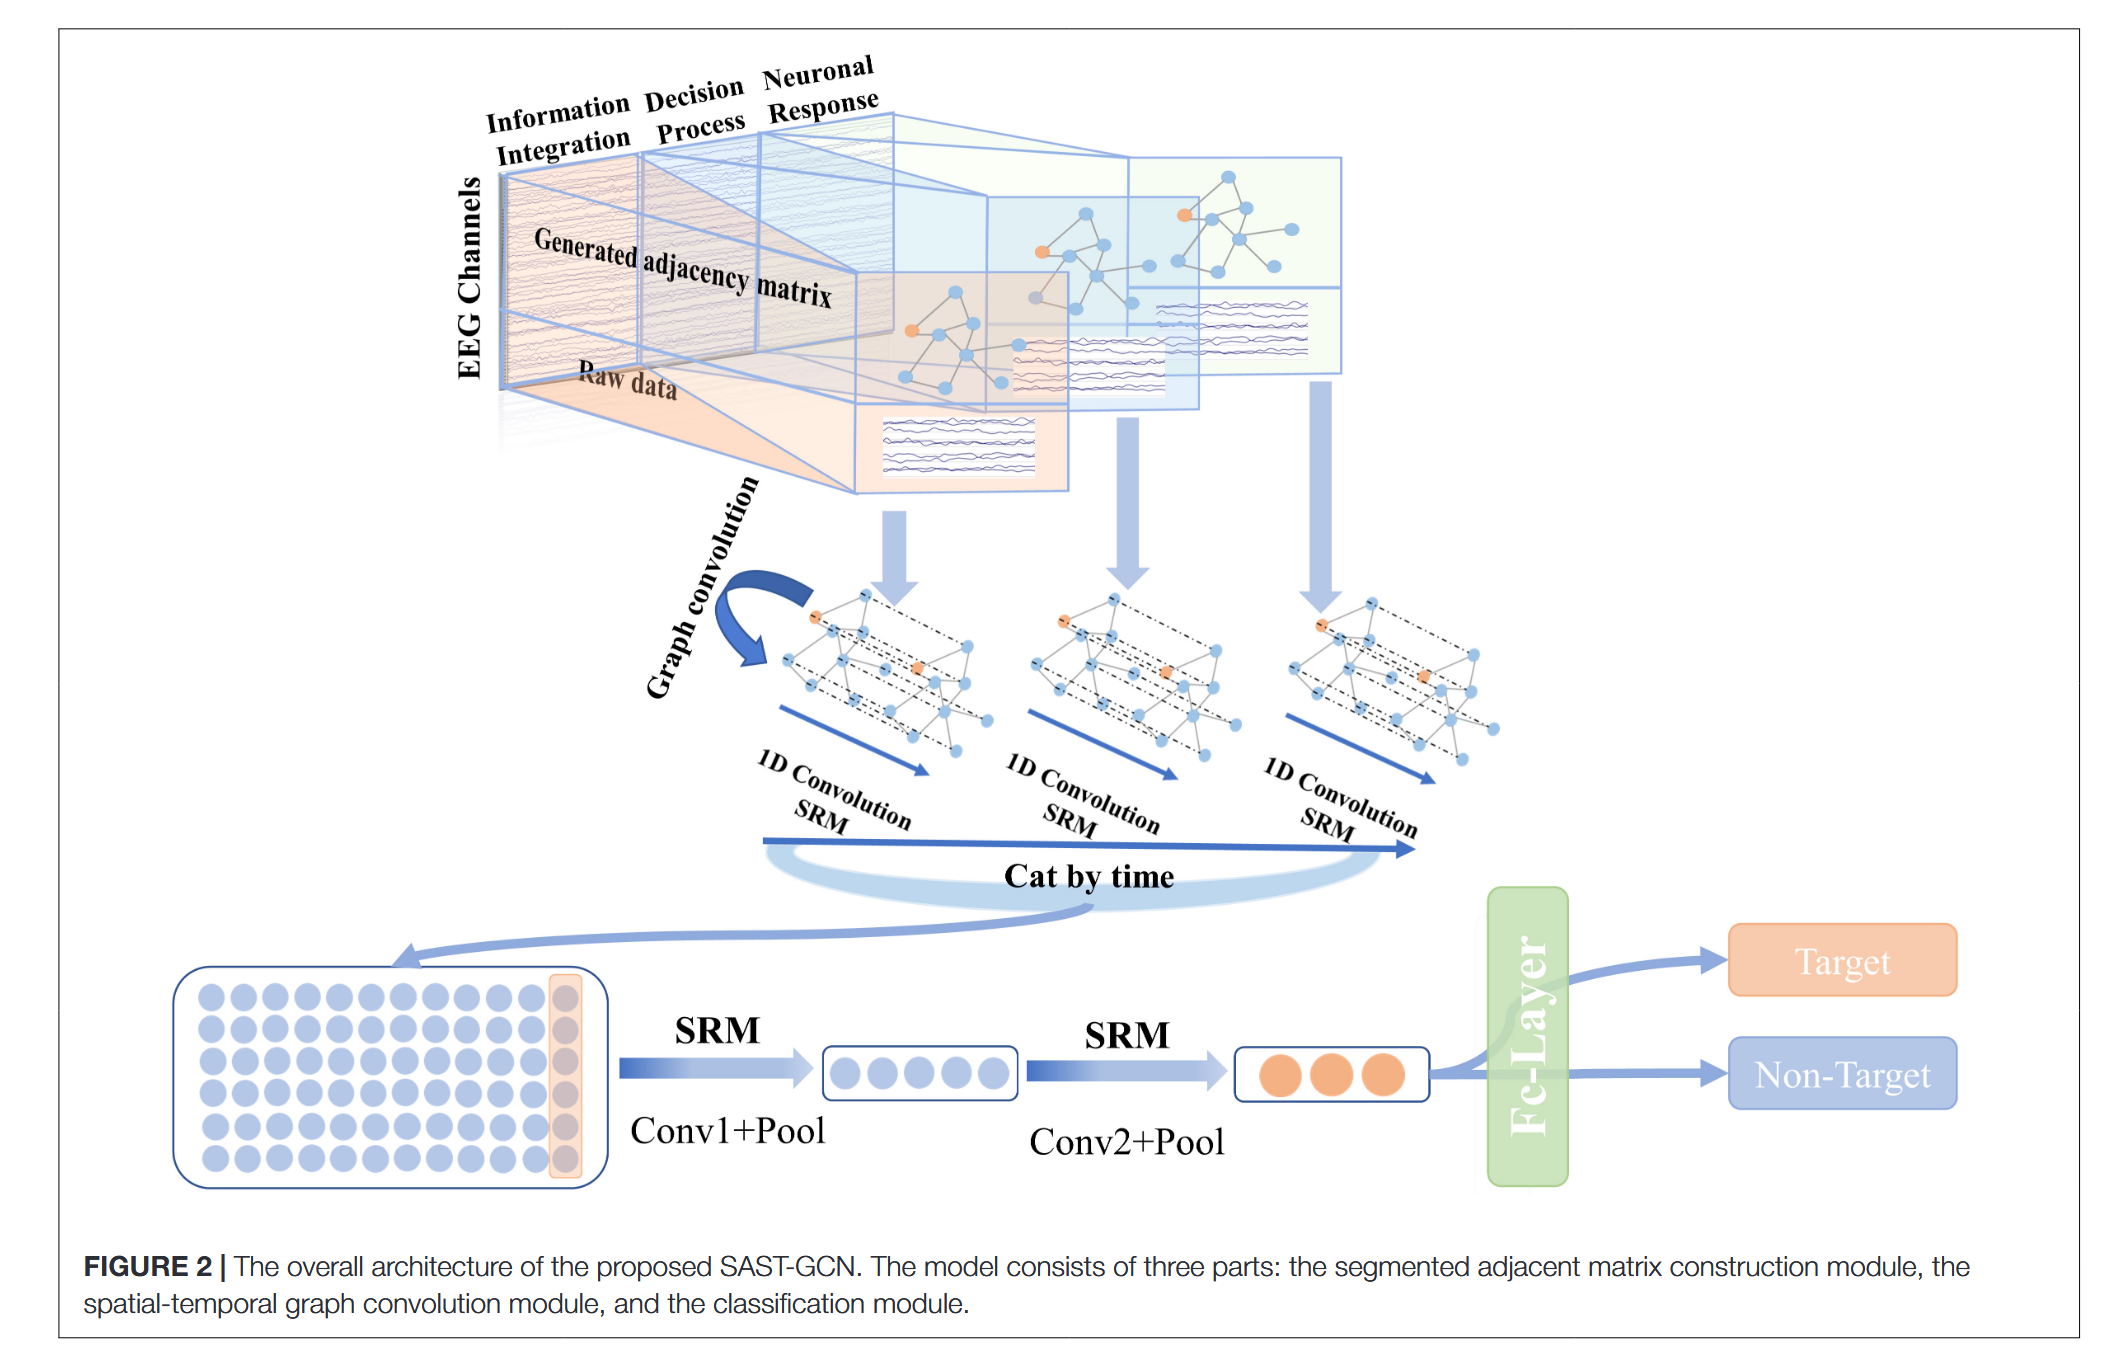 Information
Integration
Decision
Process
Neuronal
Response
EEG Channels
Generated adjacency matrix
Raw data
Graph convolution
1D Convolution
SRM
1D Convolution
SRM
1D Convolution
SRM
Cat by time
SRM
Conv1+Pool
SRM
Conv2+Pool
Fc-Layer
Target
Non-Target
FIGURE 2 | The overall architecture of the proposed SAST-GCN. The model consists of three parts: the segmented adjacent matrix construction module, the
spatial-temporal graph convolution module, and the classification module.